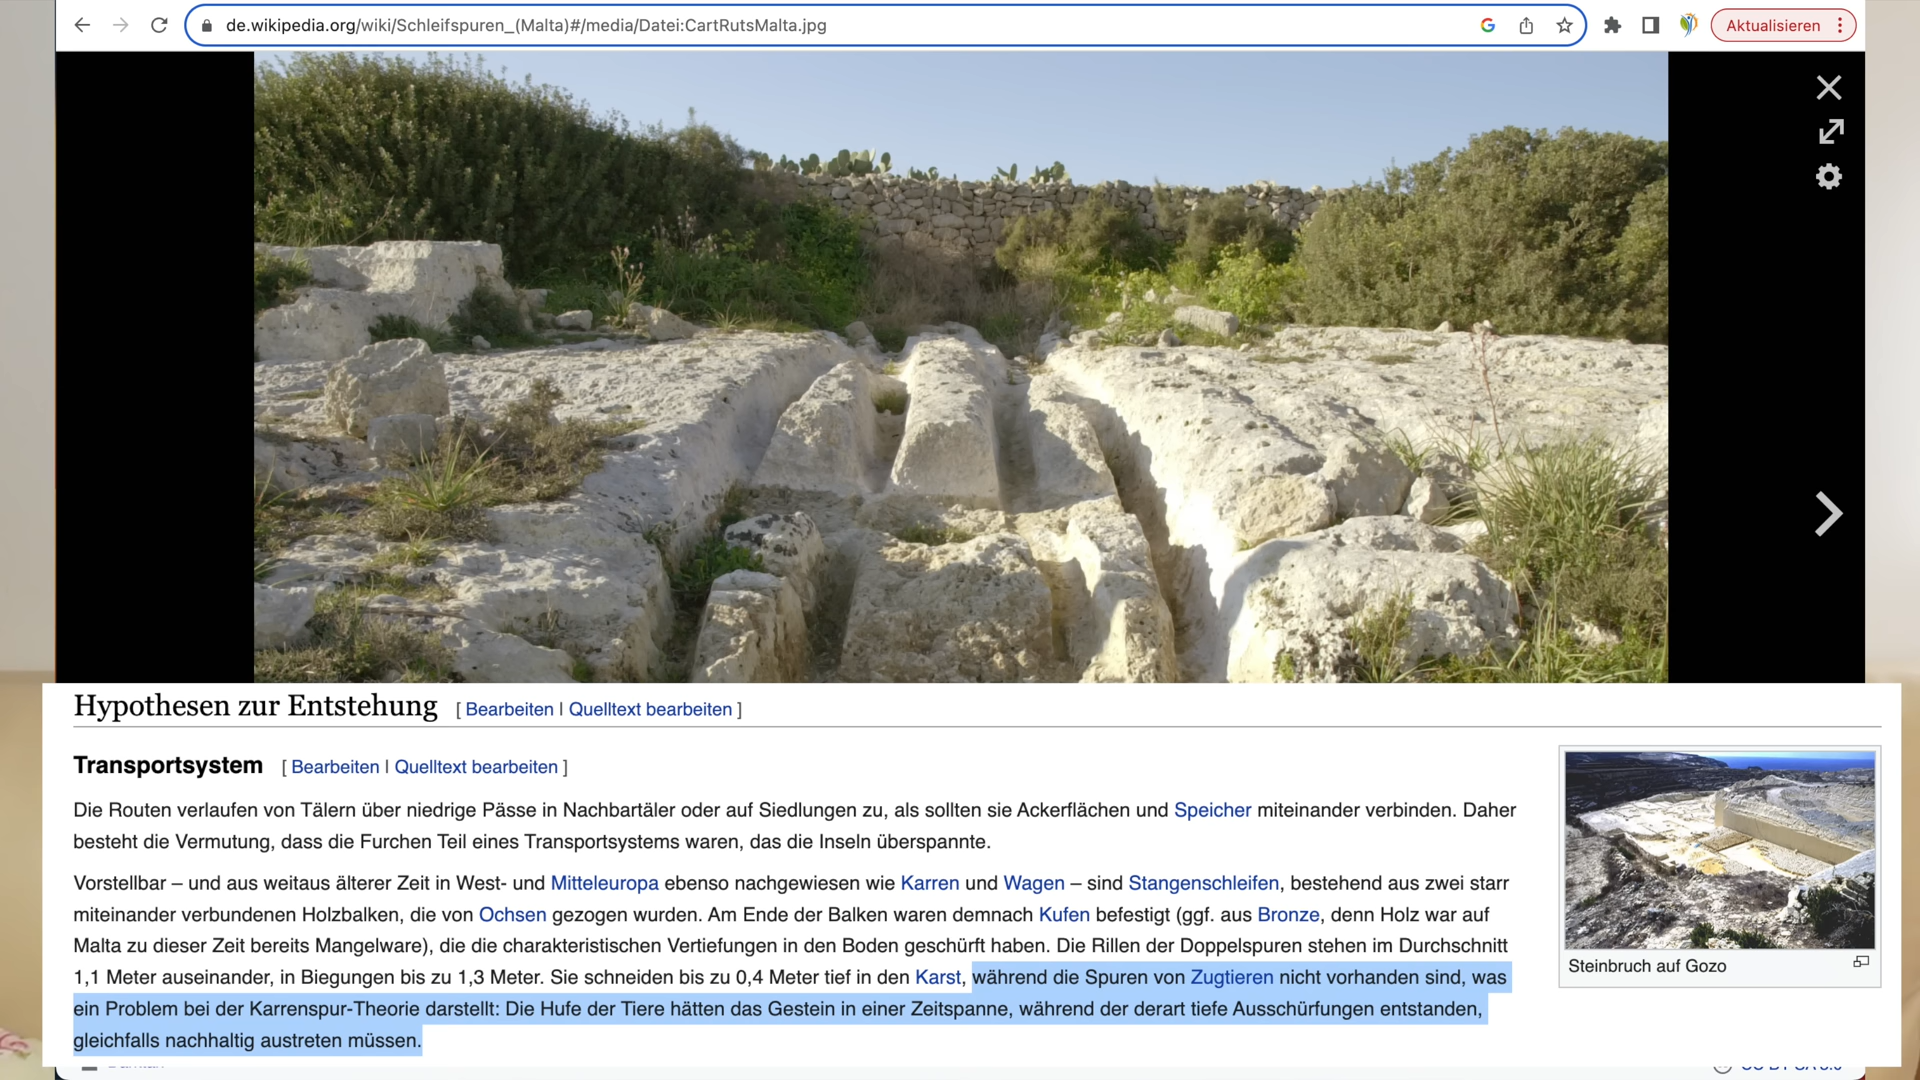 de.wikipedia.org/wiki/Schleifspuren_(Malta)#/media/Datei:CartRutsMalta.jpg
Aktualisieren
Hypothesen zur Entstehung [ Bearbeiten | Quelltext bearbeiten ]
Transportsystem [ Bearbeiten | Quelltext bearbeiten ]
Die Routen verlaufen von Tälern über niedrige Pässe in Nachbartäler oder auf Siedlungen zu, als sollten sie Ackerflächen und Speicher miteinander verbinden. Daher
besteht die Vermutung, dass die Furchen Teil eines Transportsystems waren, das die Inseln überspannte.
Vorstellbar – und aus weitaus älterer Zeit in West- und Mitteleuropa ebenso nachgewiesen wie Karren und Wagen – sind Stangenschleifen, bestehend aus zwei starr
miteinander verbundenen Holzbalken, die von Ochsen gezogen wurden. Am Ende der Balken waren demnach Kufen befestigt (ggf. aus Bronze, denn Holz war auf
Malta zu dieser Zeit bereits Mangelware), die die charakteristischen Vertiefungen in den Boden geschürft haben. Die Rillen der Doppelspuren stehen im Durchschnitt
1,1 Meter auseinander, in Biegungen bis zu 1,3 Meter. Sie schneiden bis zu 0,4 Meter tief in den Karst, während die Spuren von Zugtieren nicht vorhanden sind, was
ein Problem bei der Karrenspur-Theorie darstellt: Die Hufe der Tiere hätten das Gestein in einer Zeitspanne, während der derart tiefe Ausschürfungen entstanden,
gleichfalls nachhaltig austreten müssen.
Steinbruch auf Gozo